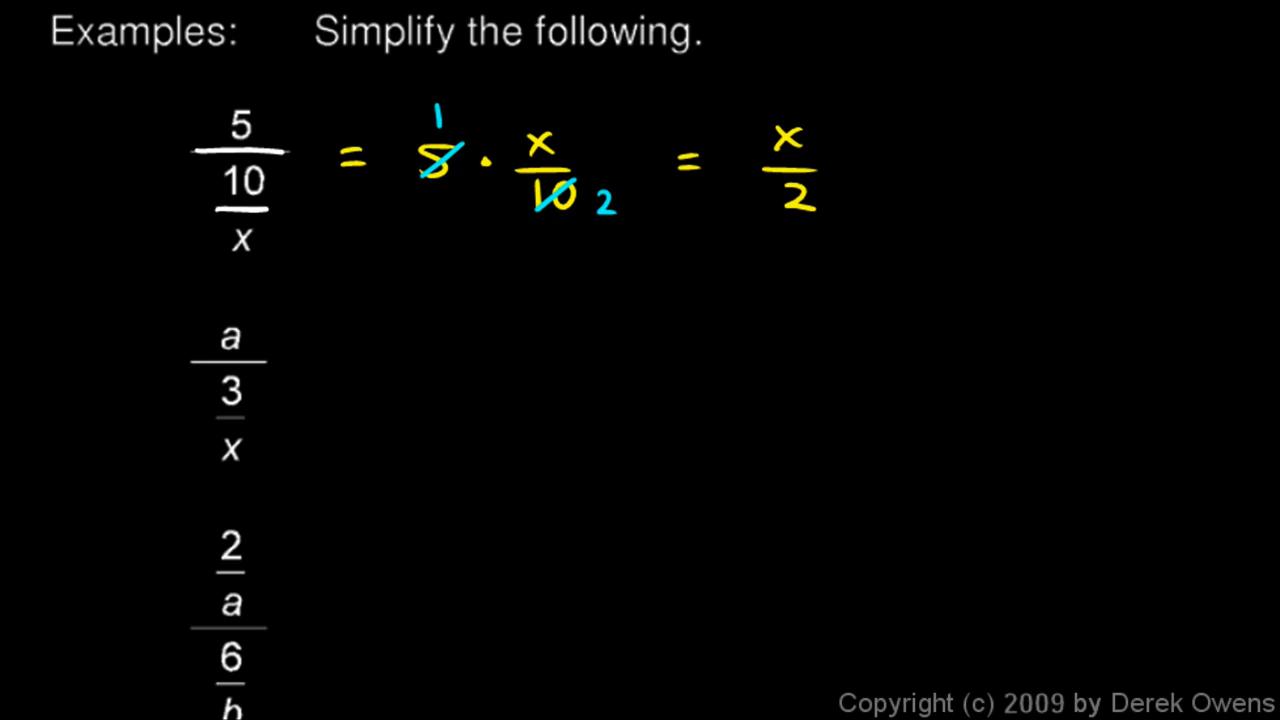 Examples: Simplify the following.
5
10
x
= 5 · x/10 = x/2
1
2
a
3
x
2
a
6
b
Copyright (c) 2009 by Derek Owens